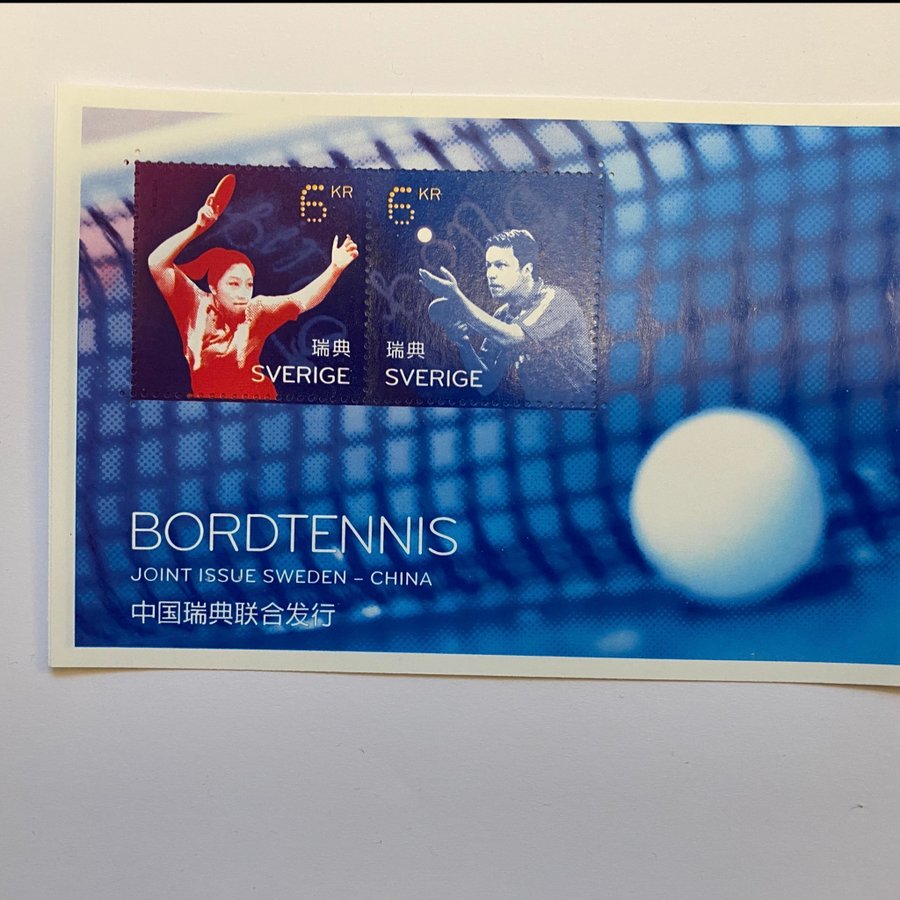 6 KR
6 KR
瑞典
SVERIGE
瑞典
SVERIGE
BORDTENNIS
JOINT ISSUE SWEDEN – CHINA
中国瑞典联合发行